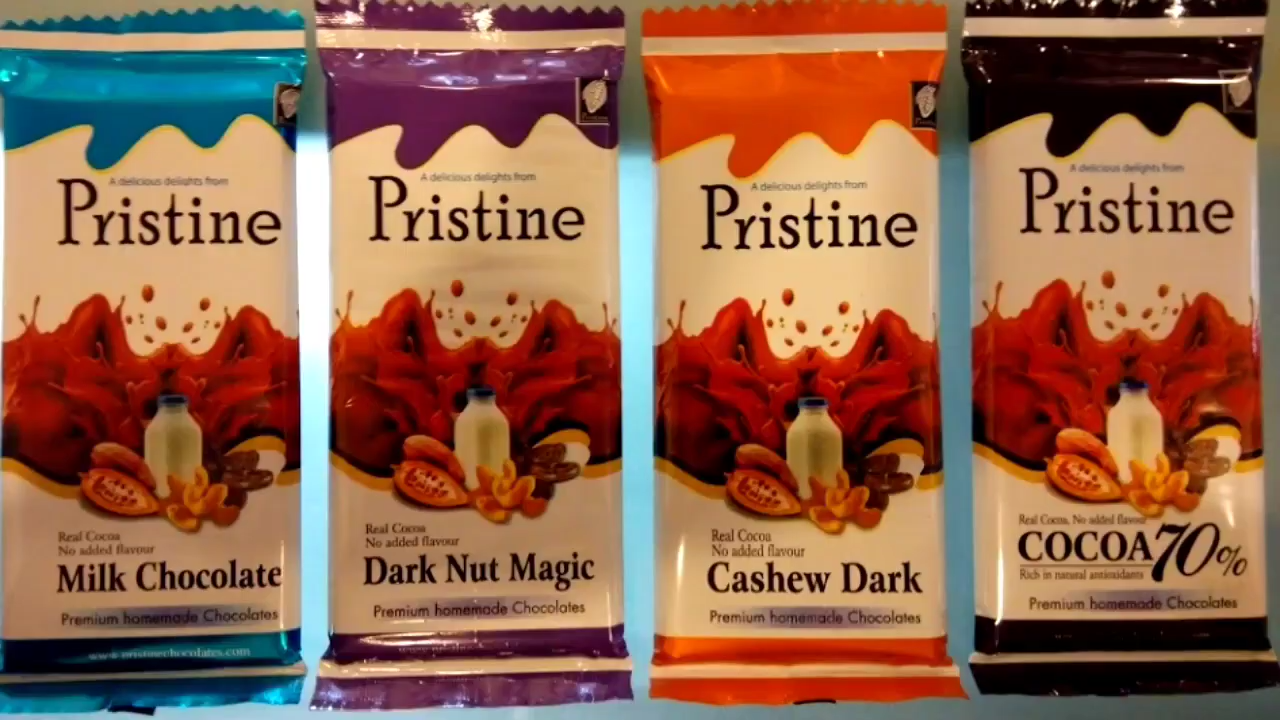 A delicious delights from
Pristine
Real Cocoa
No added flavour
Milk Chocolate
Premium homemade Chocolates
www.pristinechocolates.com
A delicious delights from
Pristine
Real Cocoa
No added flavour
Dark Nut Magic
Premium homemade Chocolates
A delicious delights from
Pristine
Real Cocoa
No added flavour
Cashew Dark
Premium homemade Chocolates
A delicious delights from
Pristine
Real Cocoa, No added flavour
COCOA 70%
Rich in natural antioxidants
Premium homemade Chocolates